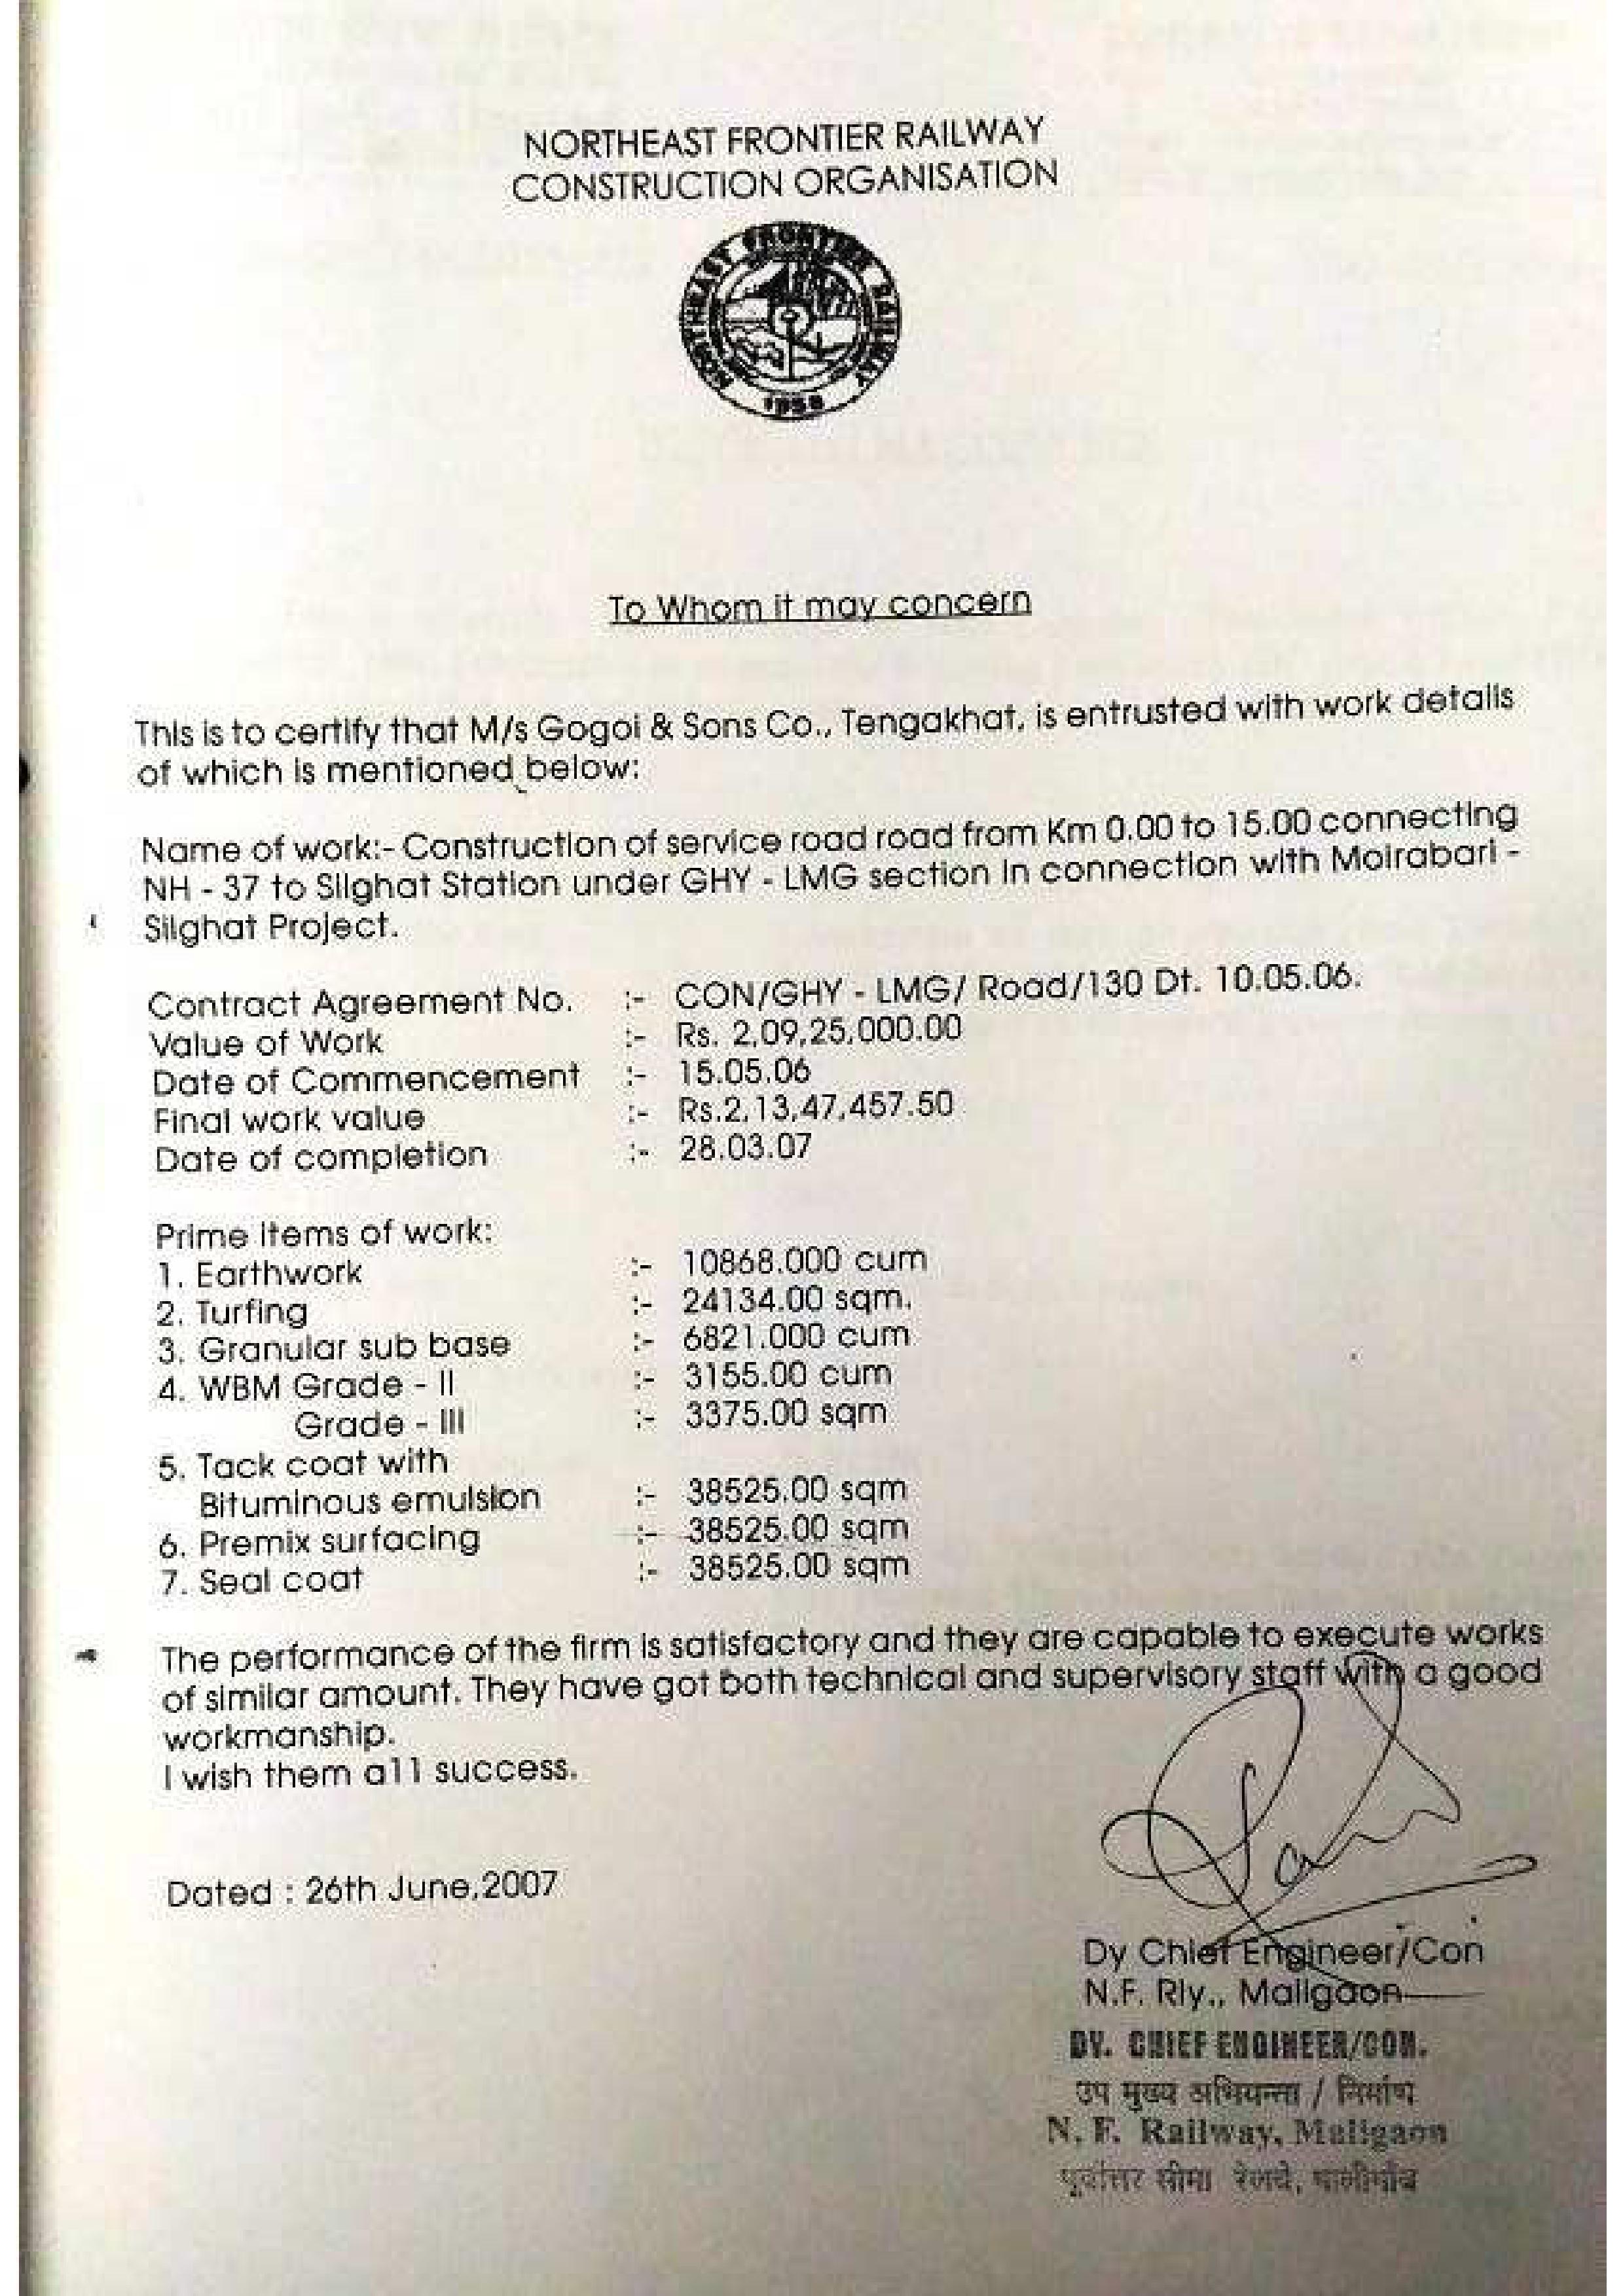 NORTHEAST FRONTIER RAILWAY
CONSTRUCTION ORGANISATION
NORTHEAST FRONTIER RAILWAY
1958
To Whom it may concern
This is to certify that M/s Gogoi & Sons Co., Tengakhat, is entrusted with work details
of which is mentioned below:
Name of work:- Construction of service road road from Km 0.00 to 15.00 connecting
NH - 37 to Silghat Station under GHY - LMG section in connection with Moirabari -
Silghat Project.
Contract Agreement No. :- CON/GHY - LMG/ Road/130 Dt. 10.05.06.
Value of Work :- Rs. 2,09,25,000.00
Date of Commencement :- 15.05.06
Final work value :- Rs.2,13,47,457.50
Date of completion :- 28.03.07
Prime items of work:
1. Earthwork :- 10868.000 cum
2. Turfing :- 24134.00 sqm.
3. Granular sub base :- 6821.000 cum
4. WBM Grade - II :- 3155.00 cum
Grade - III :- 3375.00 sqm
5. Tack coat with
Bituminous emulsion :- 38525.00 sqm
6. Premix surfacing :- 38525.00 sqm
7. Seal coat :- 38525.00 sqm
The performance of the firm is satisfactory and they are capable to execute works
of similar amount. They have got both technical and supervisory staff with a good
workmanship.
I wish them all success.
Dated : 26th June,2007
Dy Chief Engineer/Con
N.F. Rly., Maligaon
DY. CHIEF ENGINEER/CON.
उप मुख्य अभियन्ता / निर्माण
N. F. Railway, Maligaon
पूर्वोत्तर सीमा रेलवे, मालीगाँव